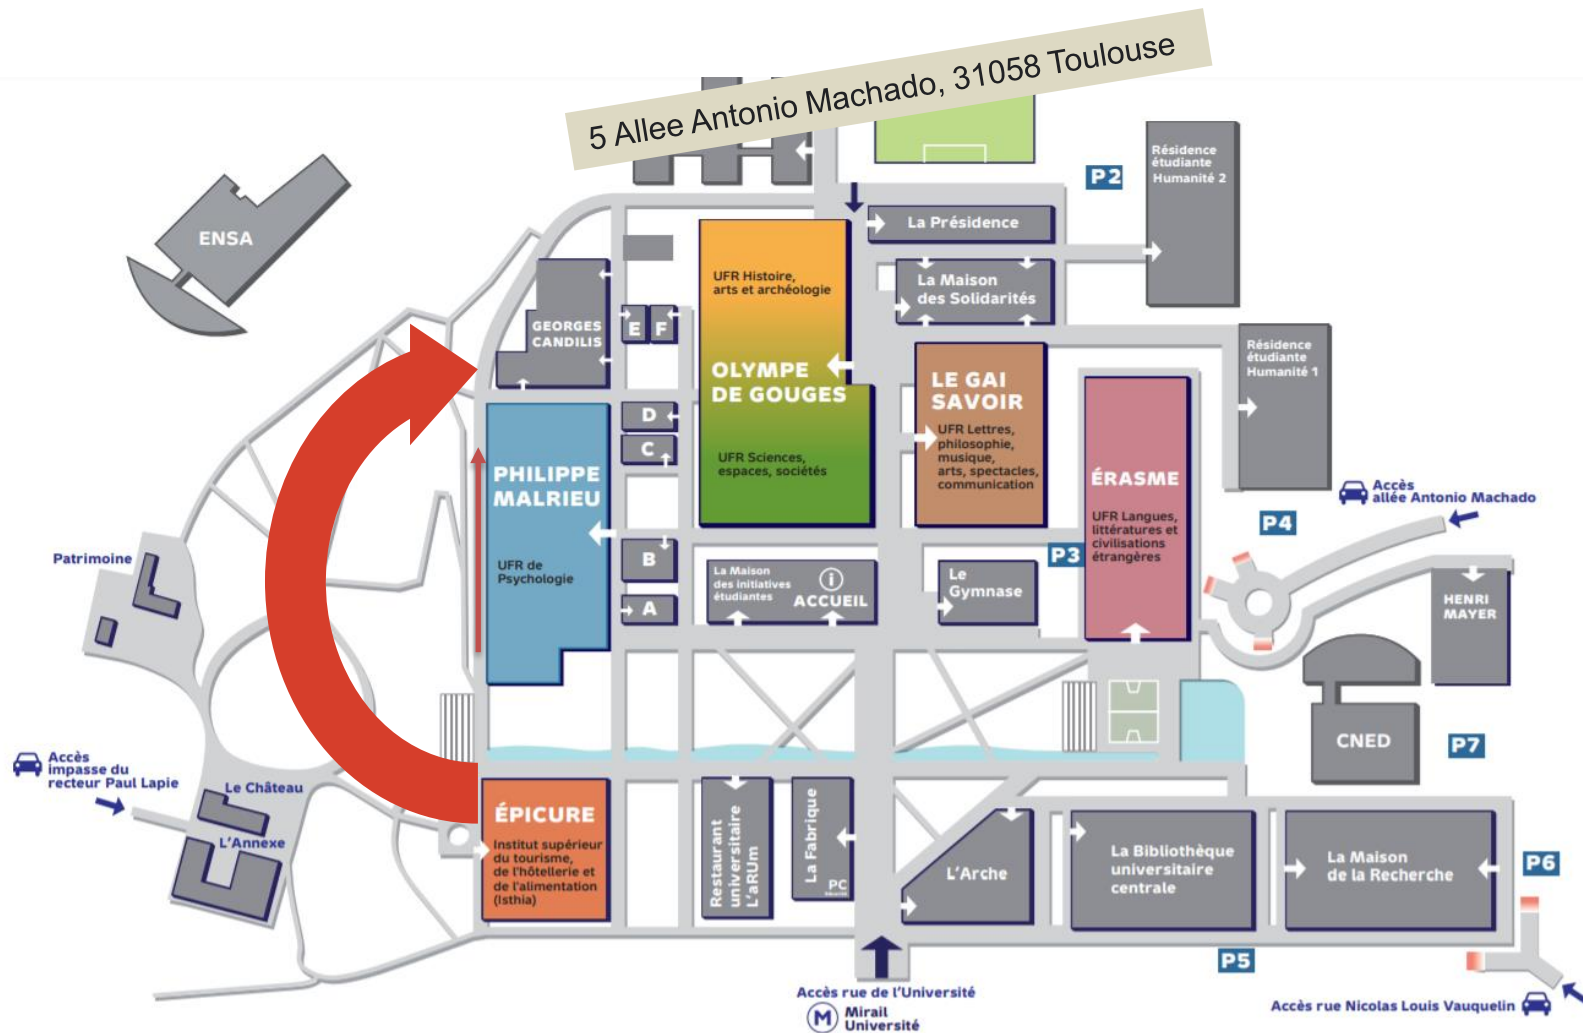 5 Allee Antonio Machado, 31058 Toulouse
Résidence
étudiante
Humanité 2
P2
ENSA
La Présidence
UFR Histoire,
arts et archéologie
La Maison
des Solidarités
GEORGES
CANDILIS
E
F
Résidence
étudiante
Humanité 1
OLYMPE
DE GOUGES
LE GAI
SAVOIR
UFR Lettres,
philosophie,
musique,
arts, spectacles,
communication
D
C
UFR Sciences,
espaces, sociétés
PHILIPPE
MALRIEU
UFR de
Psychologie
ÉRASME
UFR Langues,
littératures et
civilisations
étrangères
Accès
allée Antonio Machado
P4
P3
Patrimoine
B
A
La Maison
des initiatives
étudiantes
i
ACCUEIL
Le
Gymnase
HENRI
MAYER
CNED
P7
Accès
impasse du
recteur Paul Lapie
Le Château
L'Annexe
ÉPICURE
Institut supérieur
du tourisme,
de l'hôtellerie et
de l'alimentation
(Isthia)
Restaurant
universitaire
L'aRUm
La Fabrique
PC
L'Arche
La Bibliothèque
universitaire
centrale
La Maison
de la Recherche
P6
P5
Accès rue de l'Université
M
Mirail
Université
Accès rue Nicolas Louis Vauquelin